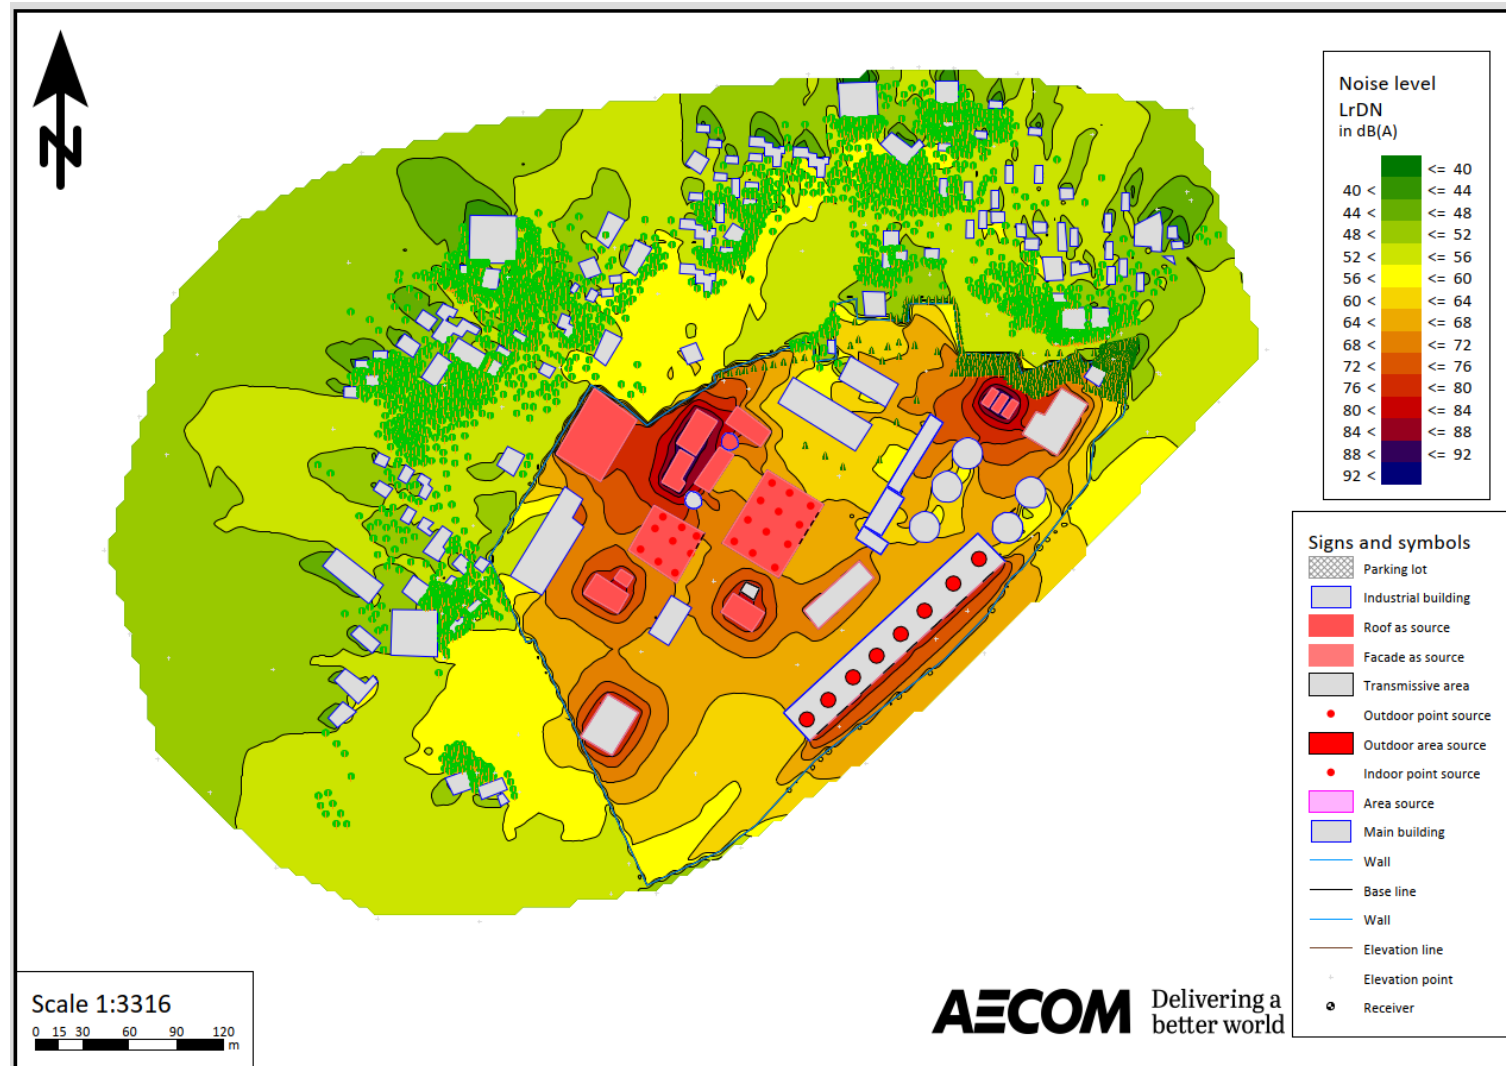 N
Noise level
LrDN
in dB(A)
<= 40
40 < <= 44
44 < <= 48
48 < <= 52
52 < <= 56
56 < <= 60
60 < <= 64
64 < <= 68
68 < <= 72
72 < <= 76
76 < <= 80
80 < <= 84
84 < <= 88
88 < <= 92
92 <
Signs and symbols
Parking lot
Industrial building
Roof as source
Facade as source
Transmissive area
Outdoor point source
Outdoor area source
Indoor point source
Area source
Main building
Wall
Base line
Wall
Elevation line
Elevation point
Receiver
Scale 1:3316
0 15 30 60 90 120
m
AECOM Delivering a
better world